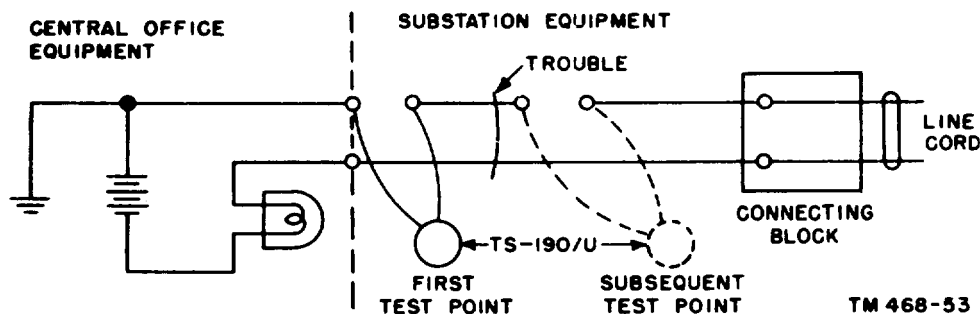 CENTRAL OFFICE
EQUIPMENT
SUBSTATION EQUIPMENT
TROUBLE
LINE
CORD
CONNECTING
BLOCK
TS-190/U
FIRST
TEST POINT
SUBSEQUENT
TEST POINT
TM 468-53